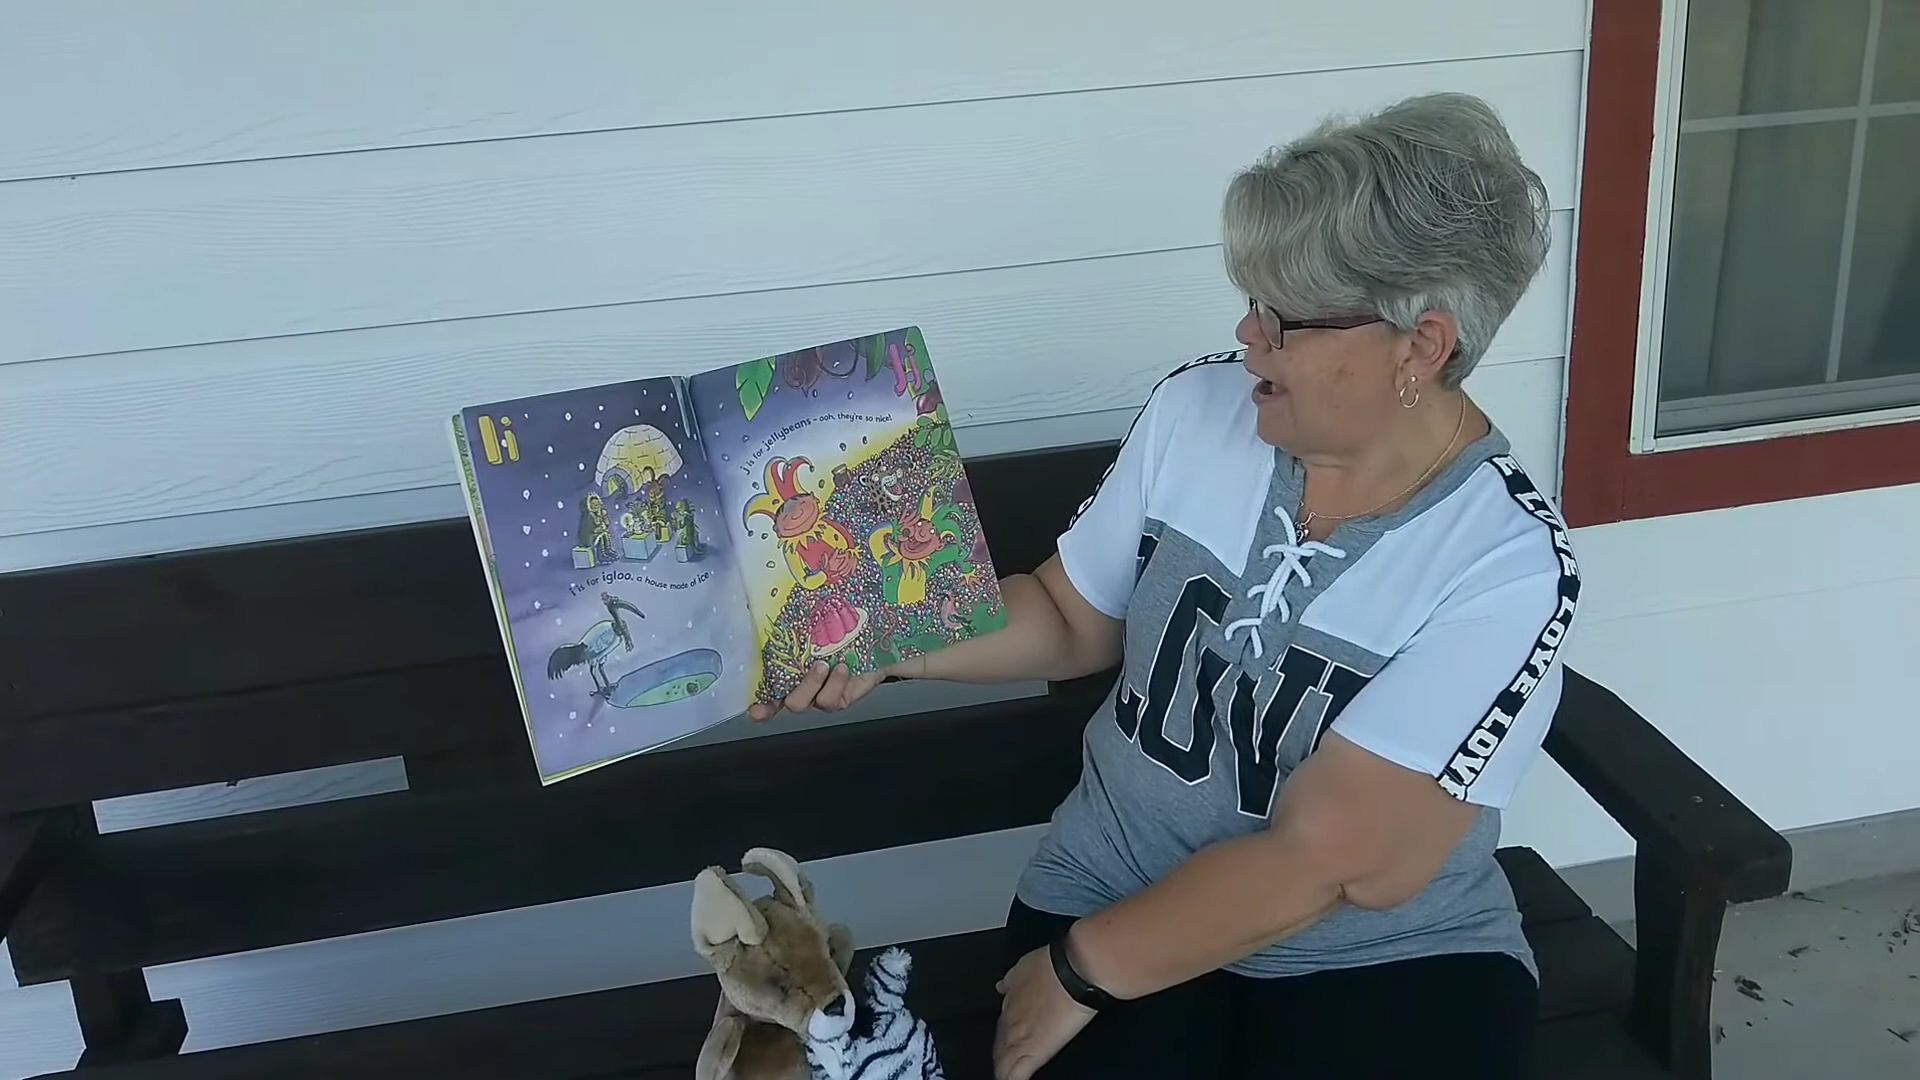 Ii
i is for igloo, a house made of ice.
Jj
j is for jellybeans – ooh, they're so nice!
LOVE
E LOVE LOVE LOVE LOVE